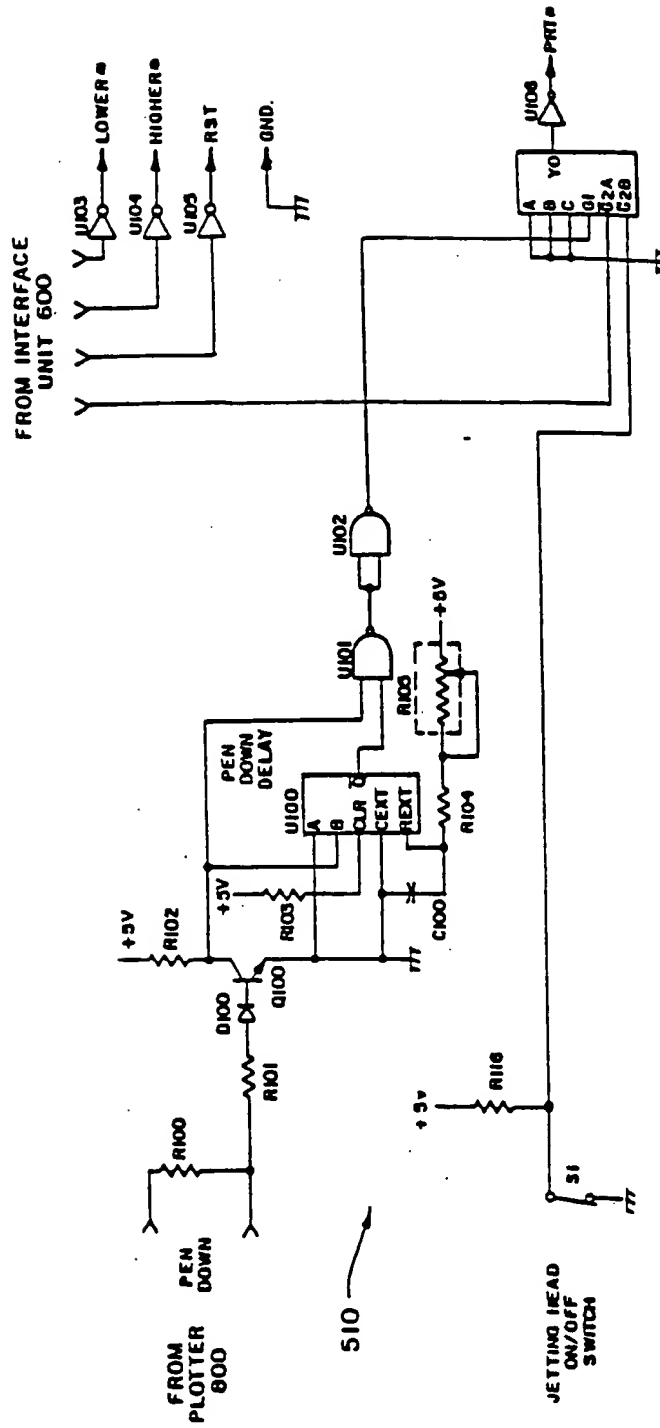 FROM
PLOTTER
800
PEN
DOWN
R100
R101
D100
Q100
+5V
R102
+5V
R103
PEN
DOWN
DELAY
U100
A
B
CLR
CEXT
REXT
Q
C100
R104
R105
+5V
U101
U102
FROM INTERFACE
UNIT 600
U103
LOWER*
U104
HIGHER*
U105
RST
GND.
A
B
C
G1
G2A
G2B
Y0
U106
PRT*
510
JETTING HEAD
ON/OFF
SWITCH
S1
+5V
R116